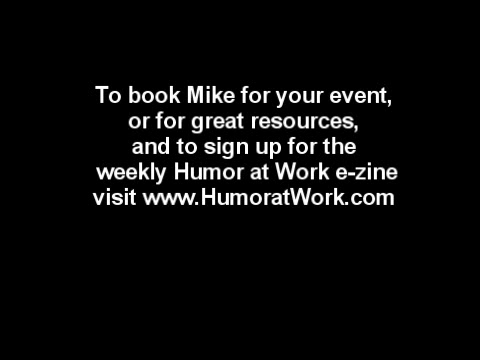 To book Mike for your event,
or for great resources,
and to sign up for the
weekly Humor at Work e-zine
visit www.HumoratWork.com